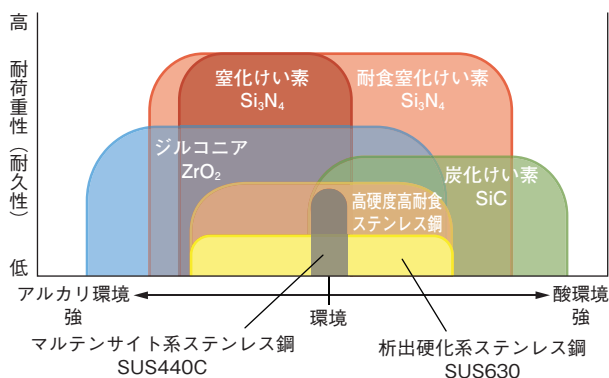 高
耐荷重性（耐久性）
低
窒化けい素
Si₃N₄
耐食窒化けい素
Si₃N₄
ジルコニア
ZrO₂
炭化けい素
SiC
高硬度高耐食
ステンレス鋼
アルカリ環境
強
環境
酸環境
強
マルテンサイト系ステンレス鋼
SUS440C
析出硬化系ステンレス鋼
SUS630